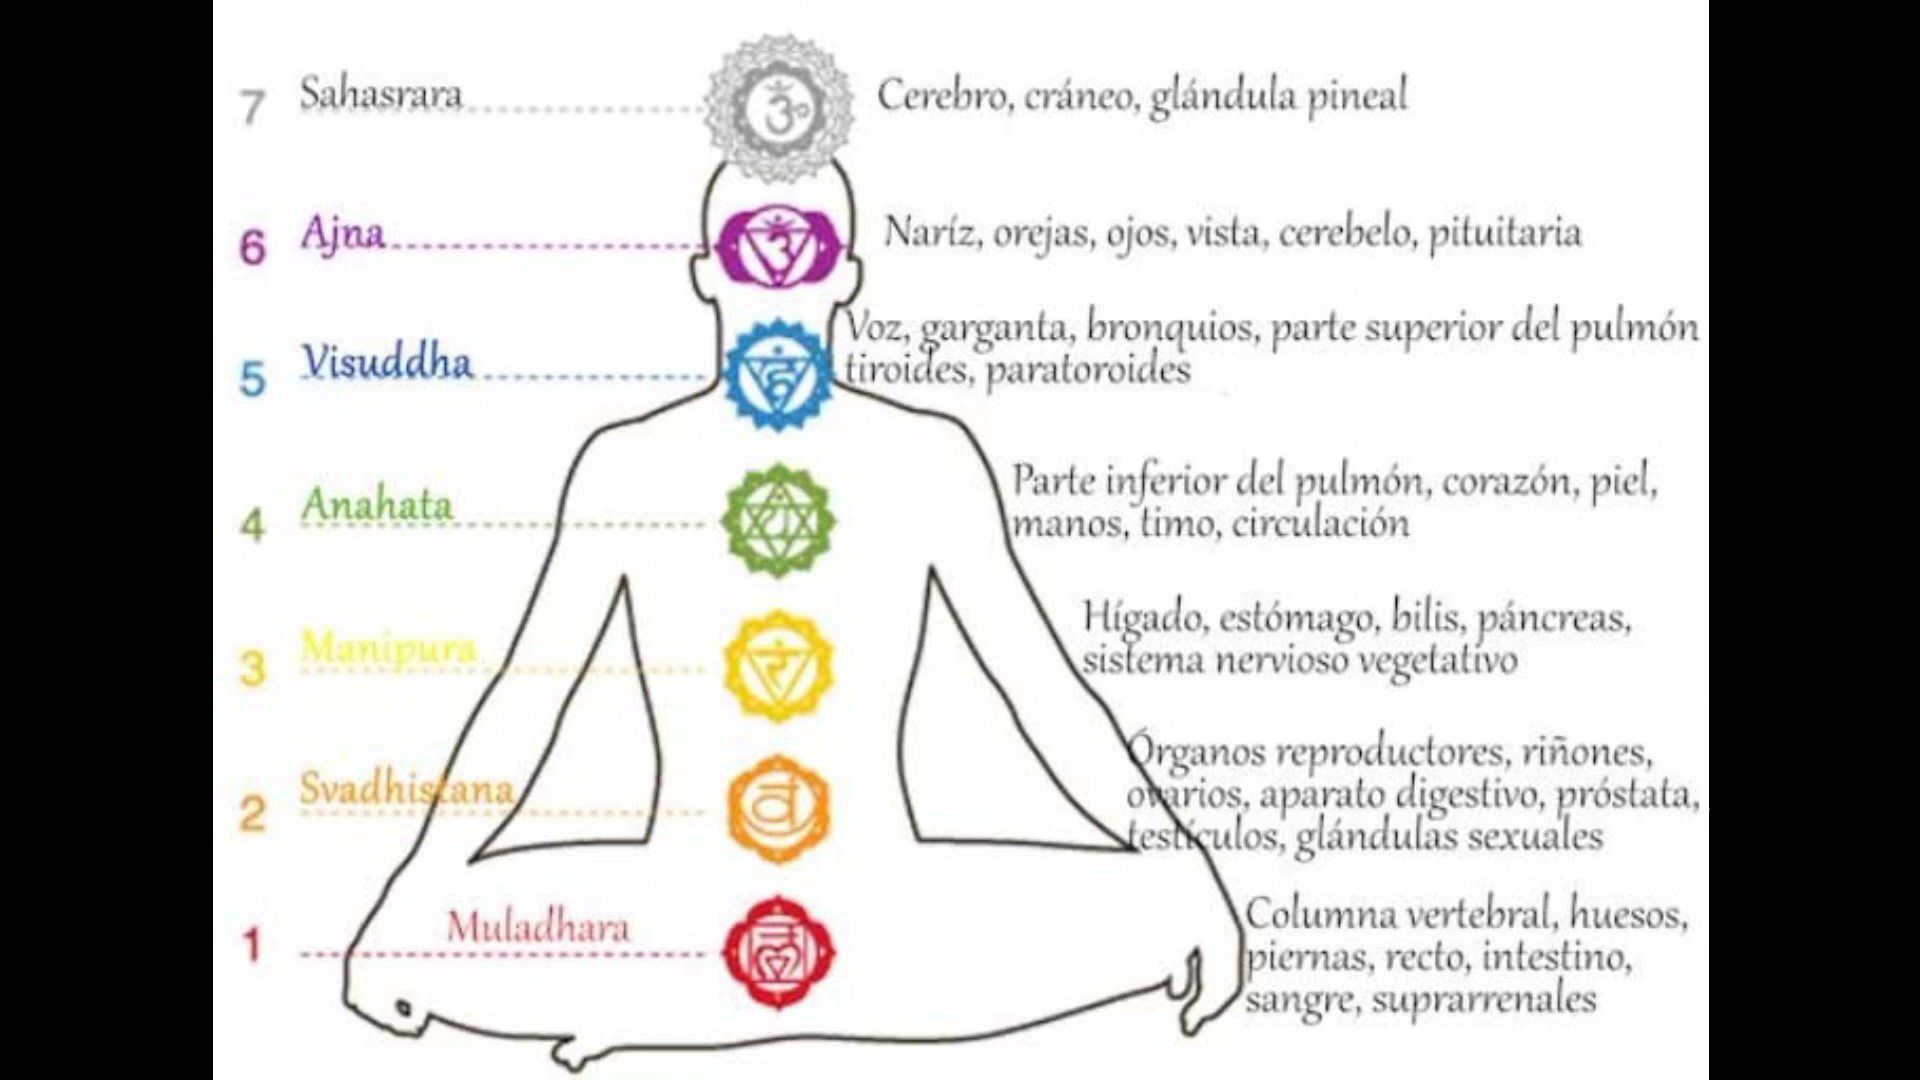 7 Sahasrara Cerebro, cráneo, glándula pineal
6 Ajna Naríz, orejas, ojos, vista, cerebelo, pituitaria
5 Visuddha Voz, garganta, bronquios, parte superior del pulmón
tiroides, paratoroides
4 Anahata Parte inferior del pulmón, corazón, piel,
manos, timo, circulación
3 Manipura Hígado, estómago, bilis, páncreas,
sistema nervioso vegetativo
2 Svadhistana Órganos reproductores, riñones,
ovarios, aparato digestivo, próstata,
testículos, glándulas sexuales
1 Muladhara Columna vertebral, huesos,
piernas, recto, intestino,
sangre, suprarrenales